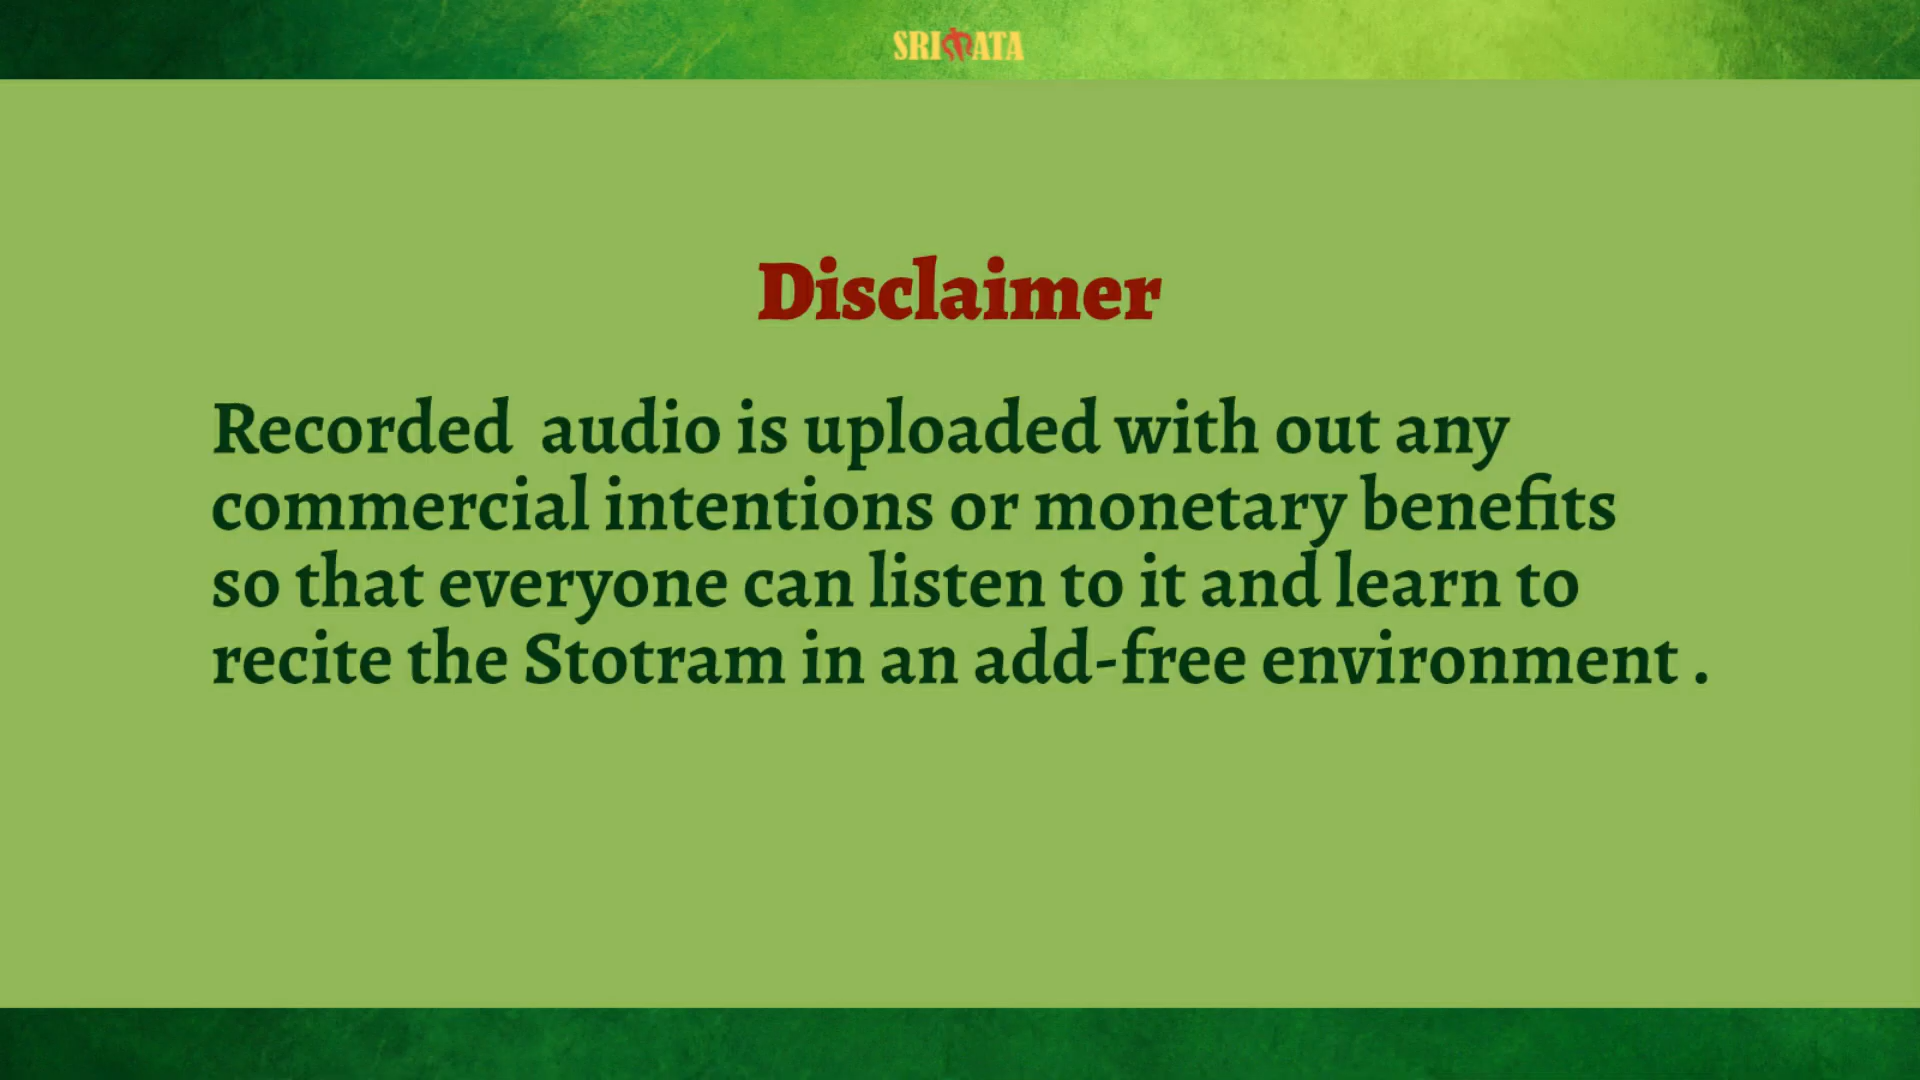 SRIMATA
Disclaimer
Recorded  audio is uploaded with out any
commercial intentions or monetary benefits
so that everyone can listen to it and learn to
recite the Stotram in an add-free environment .